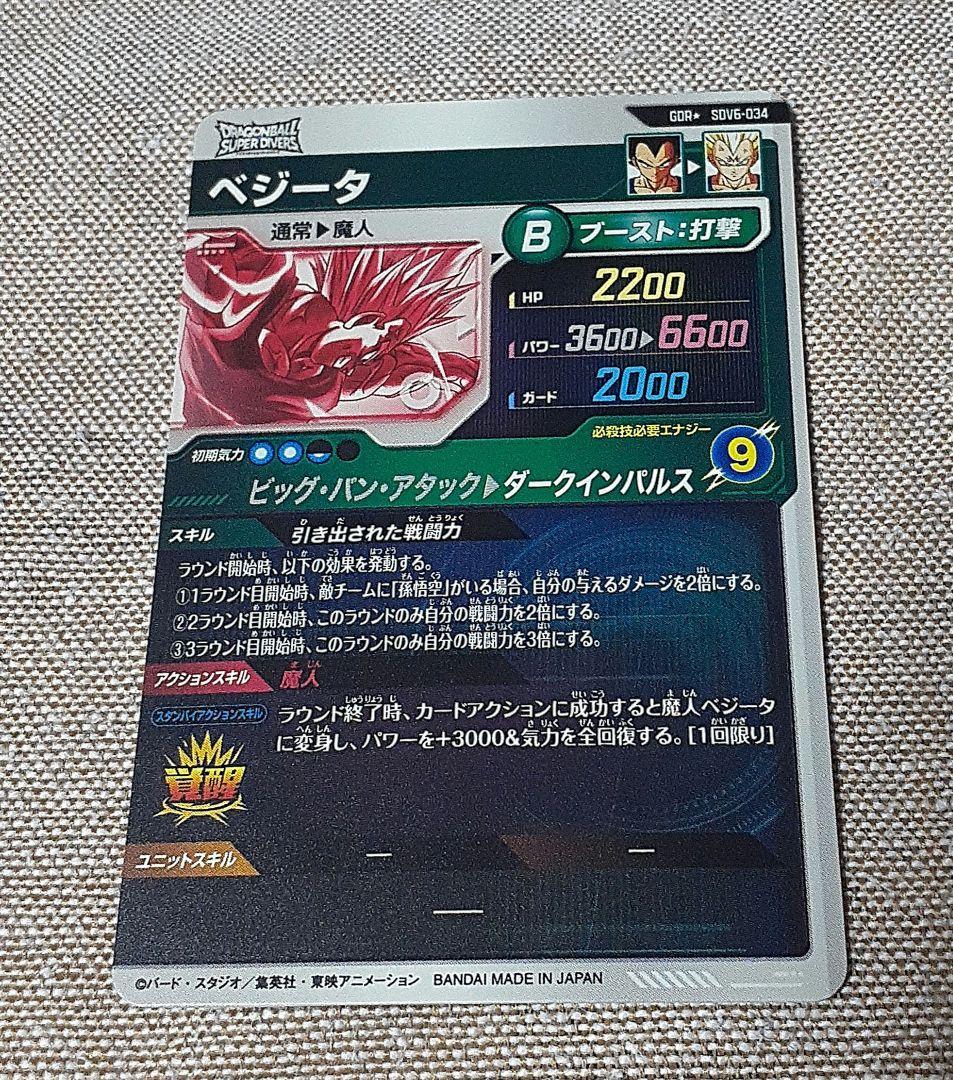 GDR★ SDV6-034
DRAGONBALL
SUPER DIVERS
ベジータ
通常▶魔人
B ブースト:打撃
HP 2200
パワー 3600▶6600
ガード 2000
必殺技必要エナジー
9
初期気力
ビッグ・バン・アタック▶ダークインパルス
スキル 引き出された戦闘力
ラウンド開始時、以下の効果を発動する。
①1ラウンド目開始時、敵チームに「孫悟空」がいる場合、自分の与えるダメージを2倍にする。
②2ラウンド目開始時、このラウンドのみ自分の戦闘力を2倍にする。
③3ラウンド目開始時、このラウンドのみ自分の戦闘力を3倍にする。
アクションスキル 魔人
スタンバイアクションスキル
ラウンド終了時、カードアクションに成功すると魔人ベジータ
に変身し、パワーを+3000&気力を全回復する。[1回限り]
覚醒
ユニットスキル — —
—
©バード・スタジオ/集英社・東映アニメーション BANDAI MADE IN JAPAN